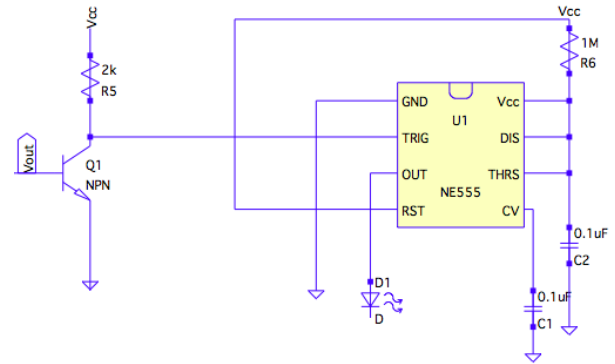 Vcc
2k
R5
Vout
Q1
NPN
GND
TRIG
OUT
RST
U1
NE555
Vcc
DIS
THRS
CV
Vcc
1M
R6
0.1uF
C2
0.1uF
C1
D1
D